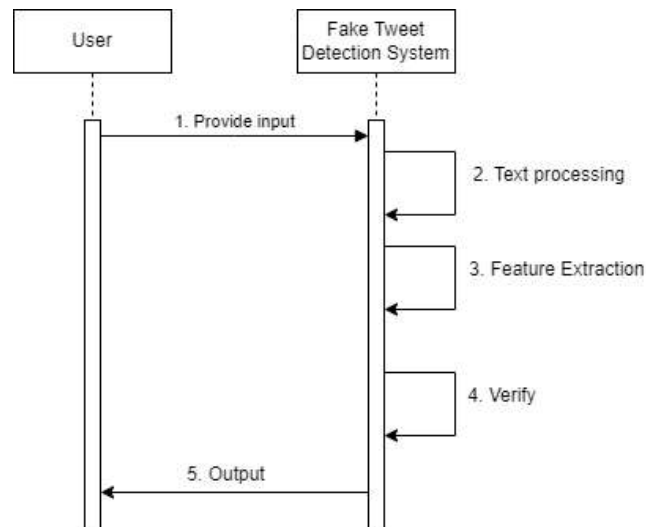 User
Fake Tweet
Detection System
1. Provide input
2. Text processing
3. Feature Extraction
4. Verify
5. Output